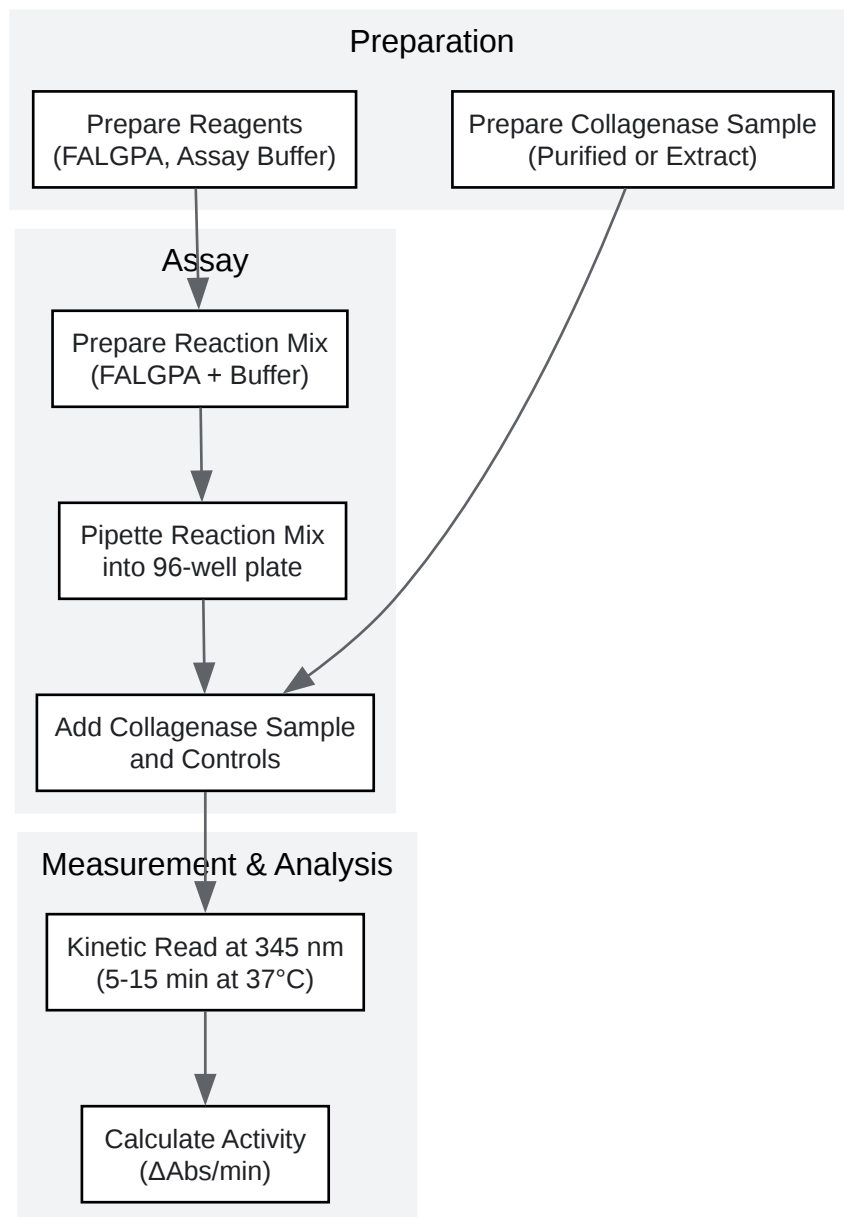 Preparation
Prepare Reagents
(FALGPA, Assay Buffer)
Prepare Collagenase Sample
(Purified or Extract)
Assay
Prepare Reaction Mix
(FALGPA + Buffer)
Pipette Reaction Mix
into 96-well plate
Add Collagenase Sample
and Controls
Measurement & Analysis
Kinetic Read at 345 nm
(5-15 min at 37°C)
Calculate Activity
(ΔAbs/min)